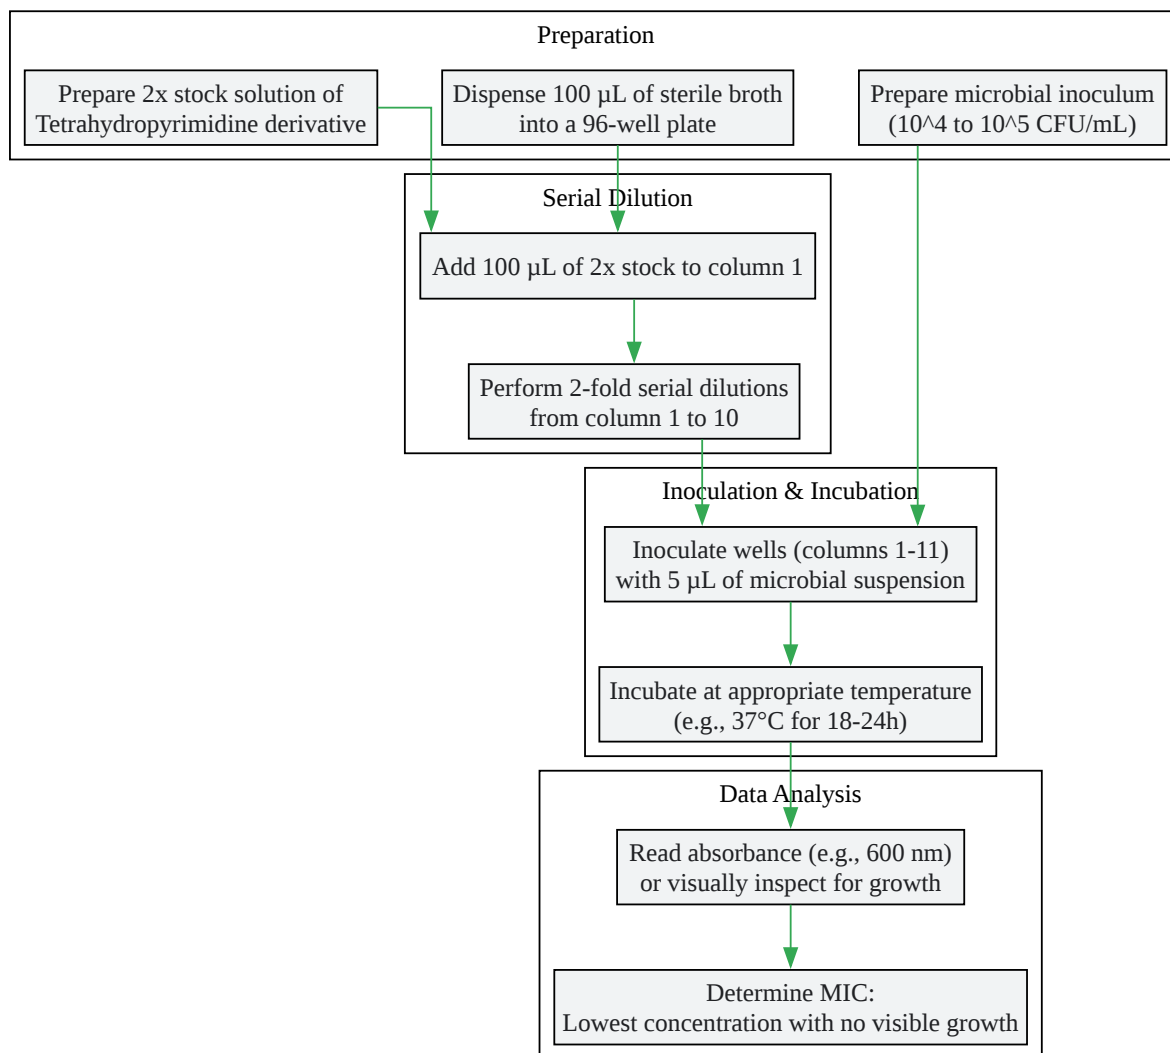 Preparation
Prepare 2x stock solution of
Tetrahydropyrimidine derivative
Dispense 100 µL of sterile broth
into a 96-well plate
Prepare microbial inoculum
(10^4 to 10^5 CFU/mL)
Serial Dilution
Add 100 µL of 2x stock to column 1
Perform 2-fold serial dilutions
from column 1 to 10
Inoculation & Incubation
Inoculate wells (columns 1-11)
with 5 µL of microbial suspension
Incubate at appropriate temperature
(e.g., 37°C for 18-24h)
Data Analysis
Read absorbance (e.g., 600 nm)
or visually inspect for growth
Determine MIC:
Lowest concentration with no visible growth